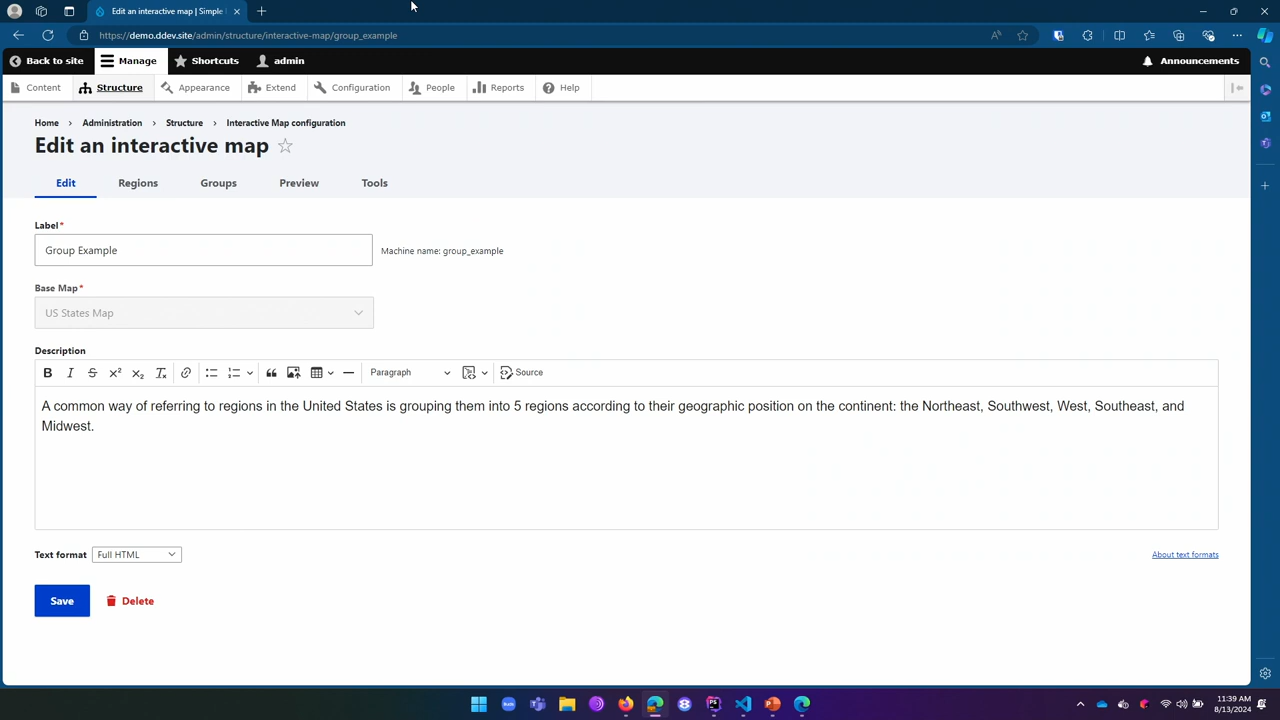 Edit an interactive map | Simple
https://demo.ddev.site/admin/structure/interactive-map/group_example
Back to site Manage Shortcuts admin Announcements
Content Structure Appearance Extend Configuration People Reports Help
Home › Administration › Structure › Interactive Map configuration
Edit an interactive map
Edit Regions Groups Preview Tools
Label*
Group Example Machine name: group_example
Base Map*
US States Map
Description
B I S x² x₂ Tx Paragraph Source
A common way of referring to regions in the United States is grouping them into 5 regions according to their geographic position on the continent: the Northeast, Southwest, West, Southeast, and
Midwest.
Text format Full HTML About text formats
Save Delete
11:39 AM
8/13/2024